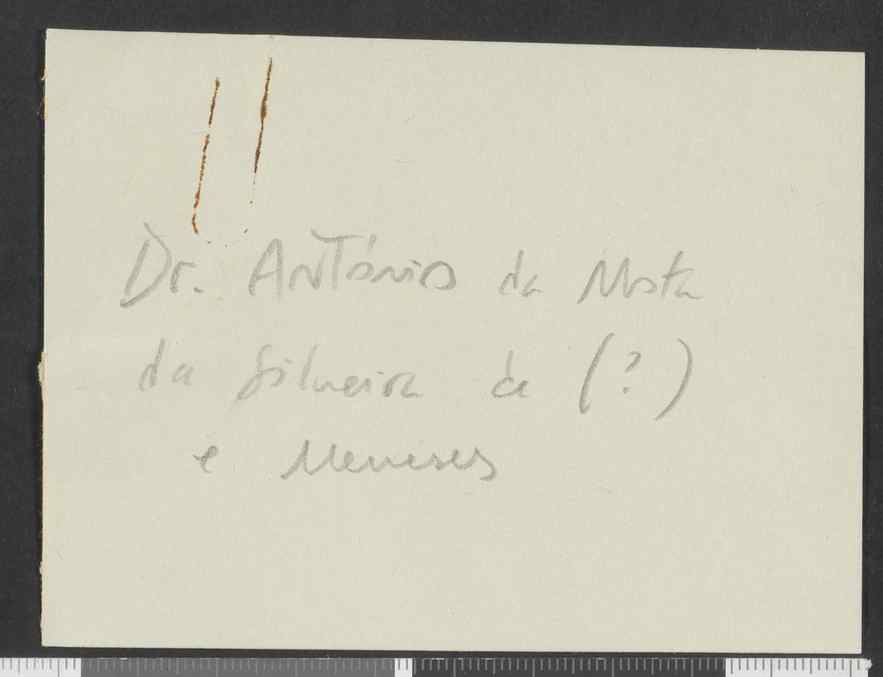 Dr. António da Mota
da Silveira de (?)
e Meneses